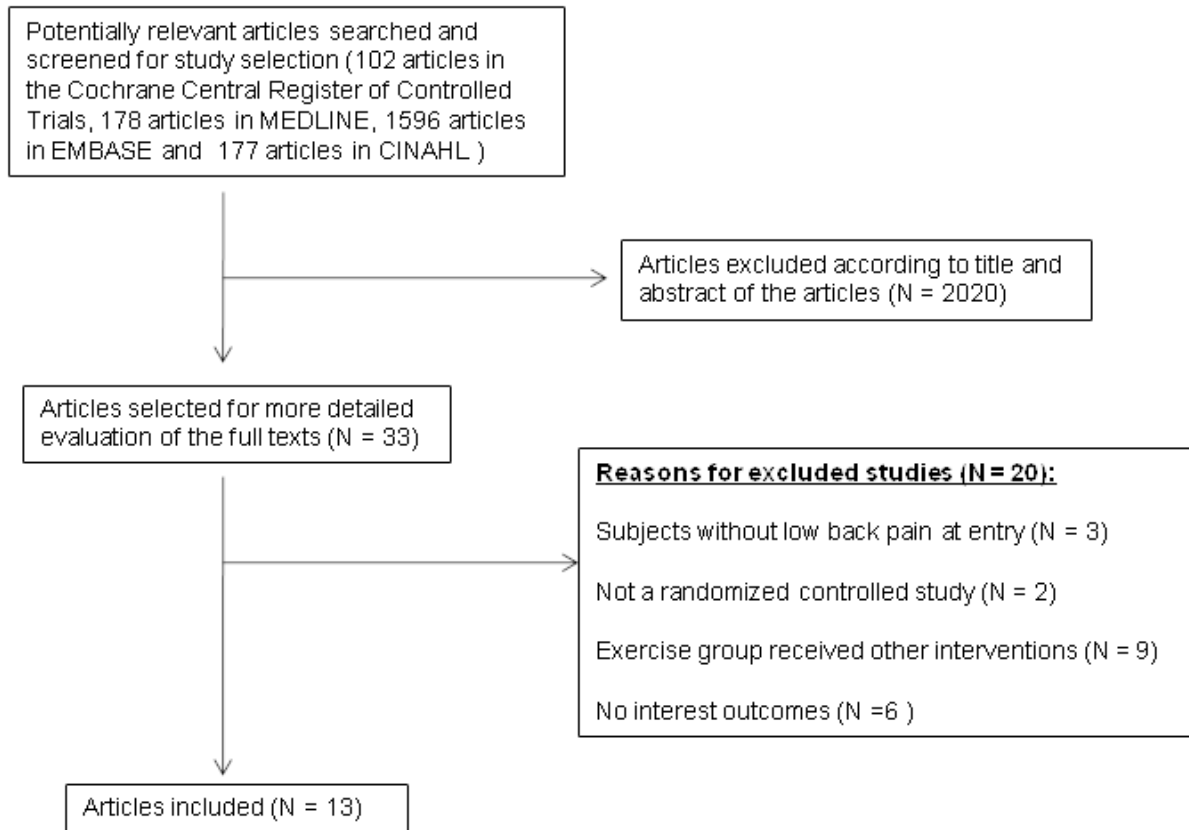 Potentially relevant articles searched and
screened for study selection (102 articles in
the Cochrane Central Register of Controlled
Trials, 178 articles in MEDLINE, 1596 articles
in EMBASE and  177 articles in CINAHL )
Articles excluded according to title and
abstract of the articles (N = 2020)
Articles selected for more detailed
evaluation of the full texts (N = 33)
Reasons for excluded studies (N = 20):
Subjects without low back pain at entry (N = 3)
Not a randomized controlled study (N = 2)
Exercise group received other interventions (N = 9)
No interest outcomes (N =6 )
Articles included (N = 13)